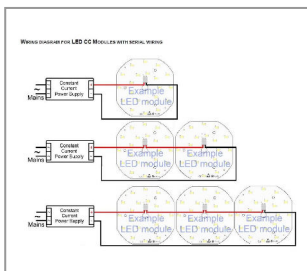 WIRING DIAGRAM FOR LED CC MODULES WITH SERIAL WIRING
Constant
Current
Power Supply
Mains
Example
LED module
Constant
Current
Power Supply
Mains
Example
LED module
Example
LED module
Constant
Current
Power Supply
Mains
Example
LED module
Example
LED module
Example
LED module